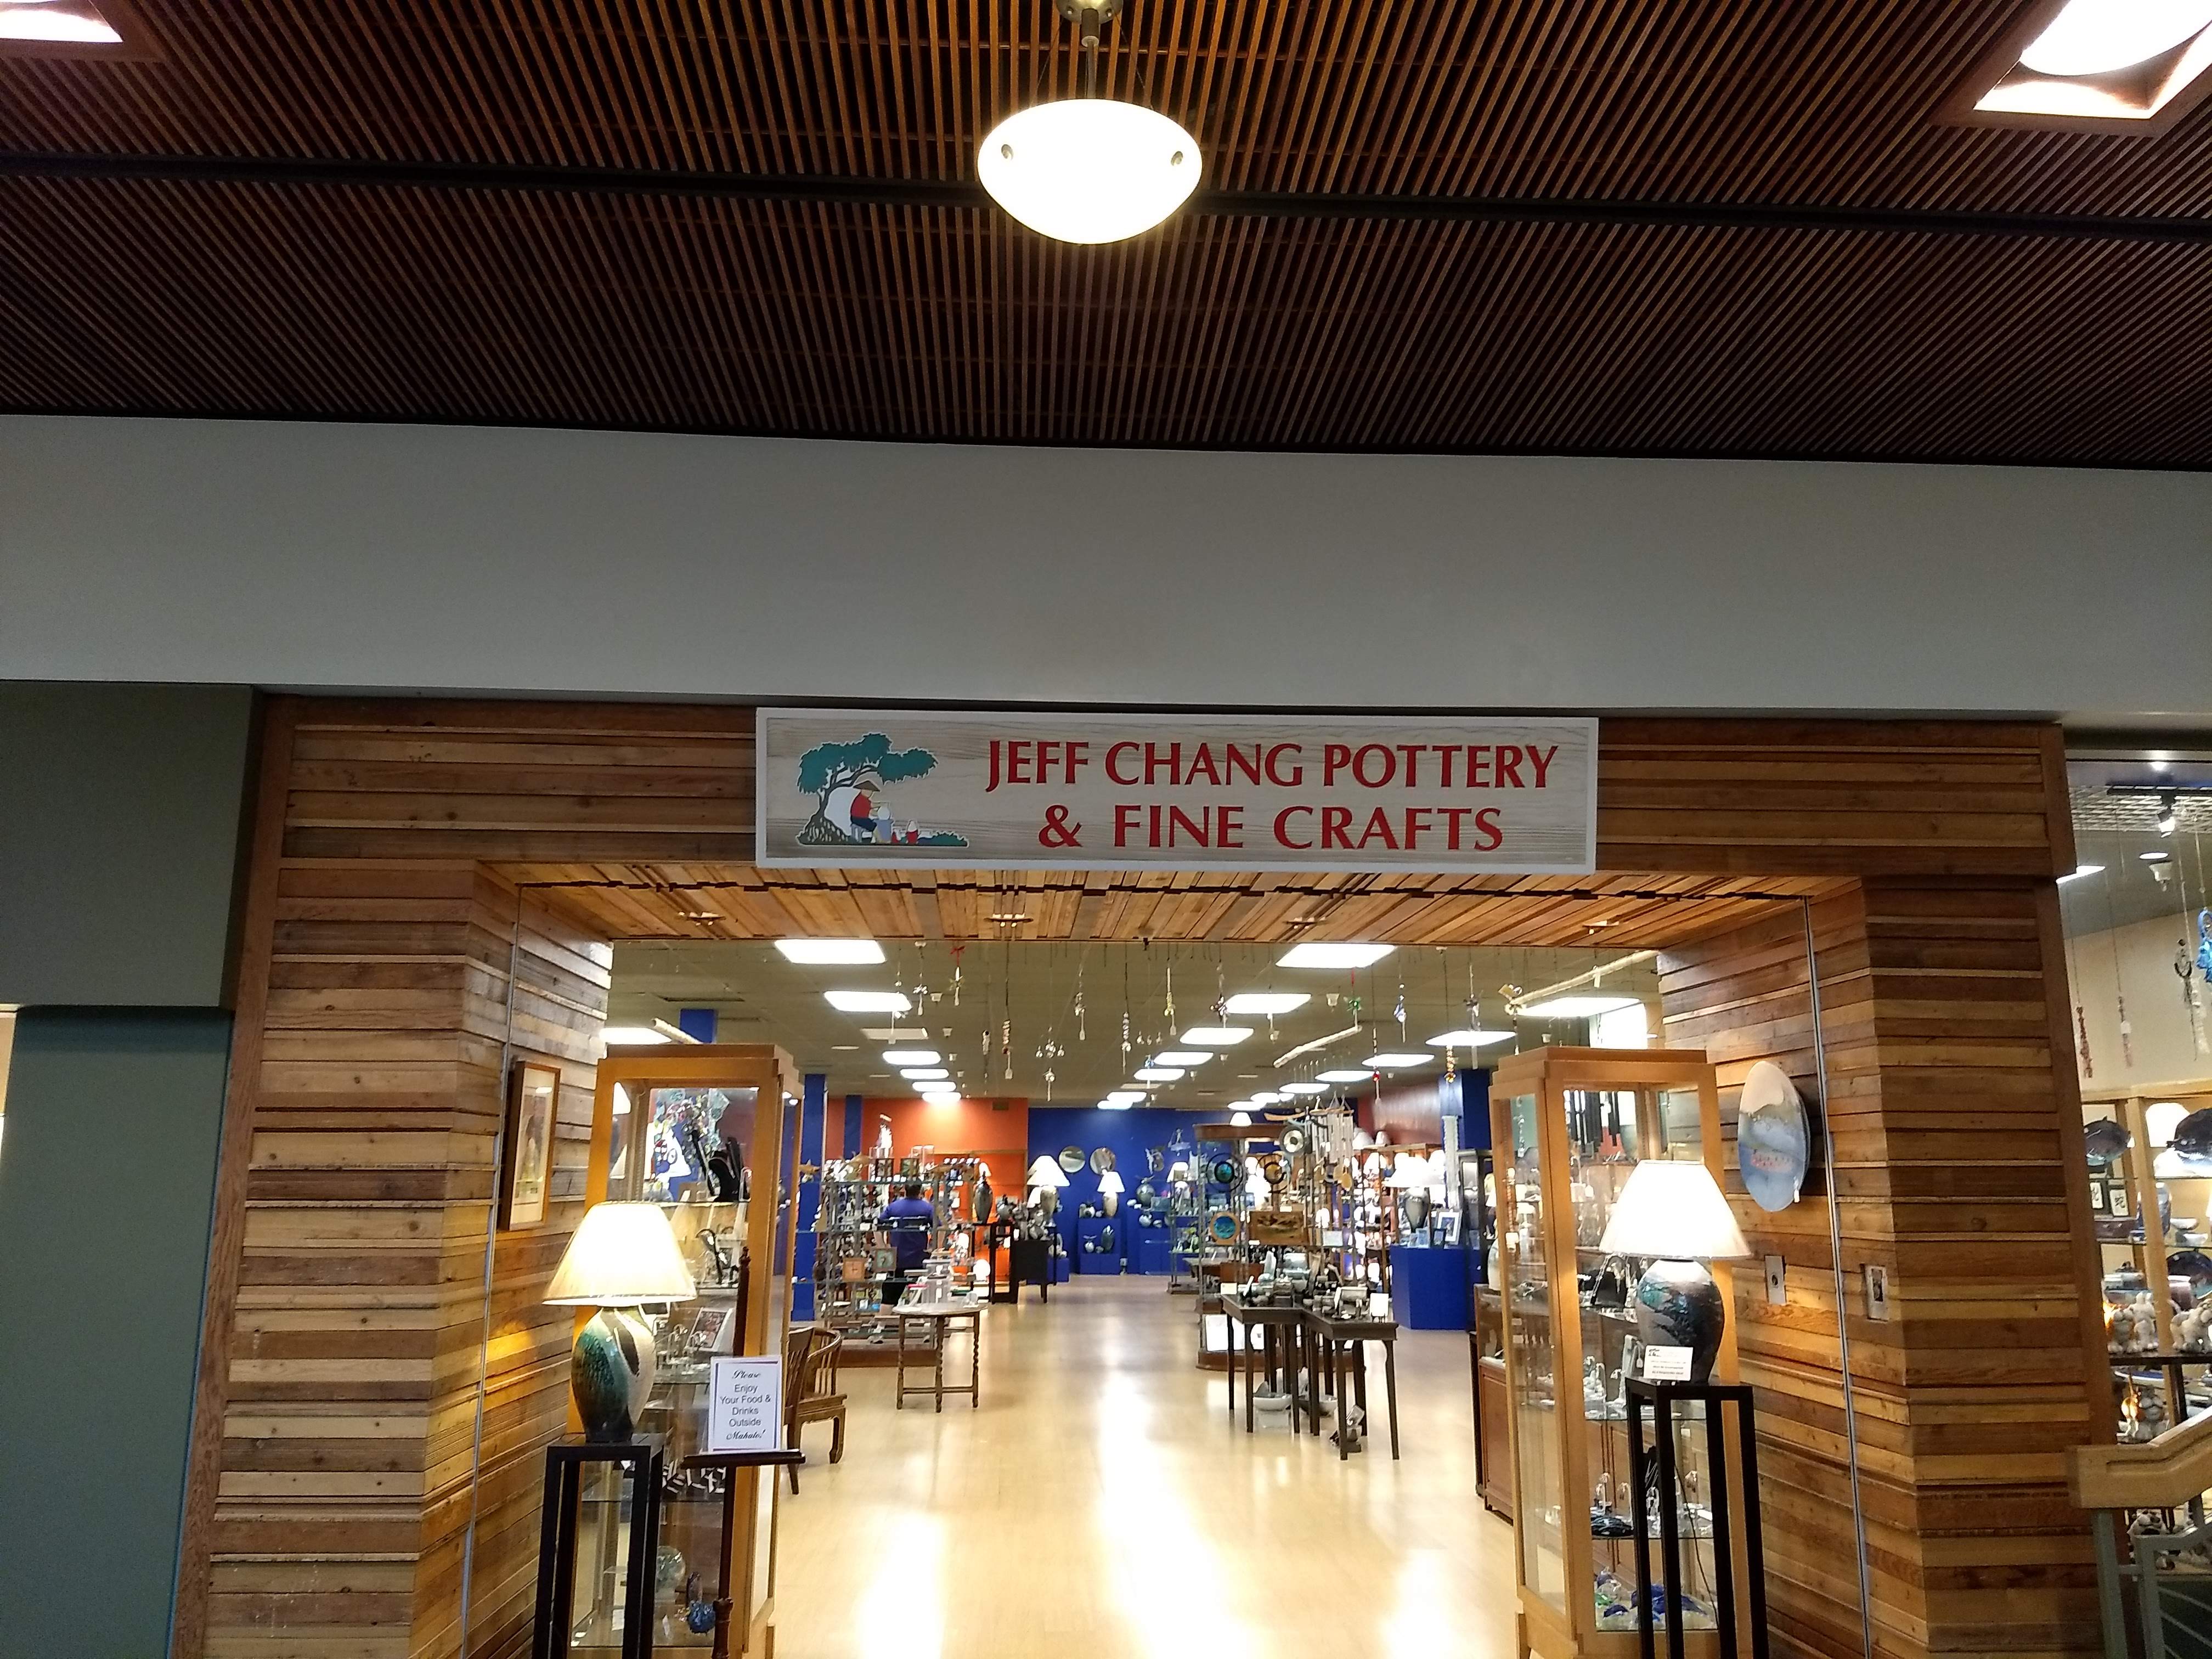 JEFF CHANG POTTERY
& FINE CRAFTS
Please
Enjoy
Your Food &
Drinks
Outside
Mahalo!